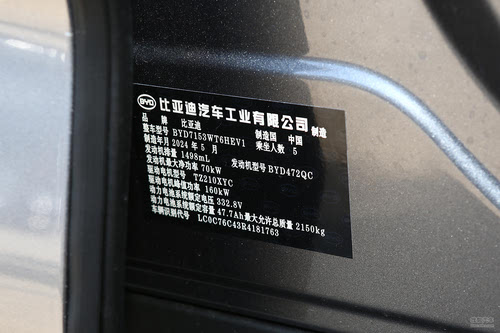 BYD 比亚迪汽车工业有限公司 制造
品 牌 比亚迪 制造国 中国
整车型号 BYD7153WT6HEV1 乘坐人数 5
制造年月 2024 年 5 月
发动机排量 1498mL 发动机型号 BYD472QC
发动机最大净功率 70kW
驱动电机型号 TZ210XYC
驱动电机峰值功率 160kW
动力电池系统额定电压 332.8V
动力电池系统额定容量 47.7Ah 最大允许总质量 2150kg
车辆识别代号 LC0C76C43R4181763